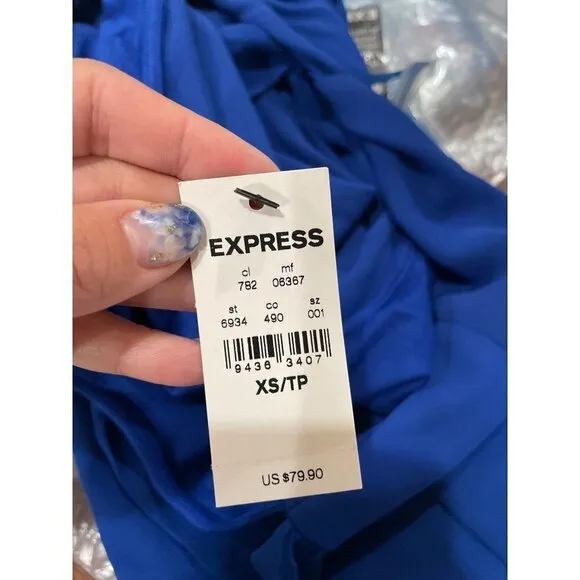 EXPRESS
cl mf
782 06367
st co sz
6934 490 001
9436 3407
XS/TP
US $79.90